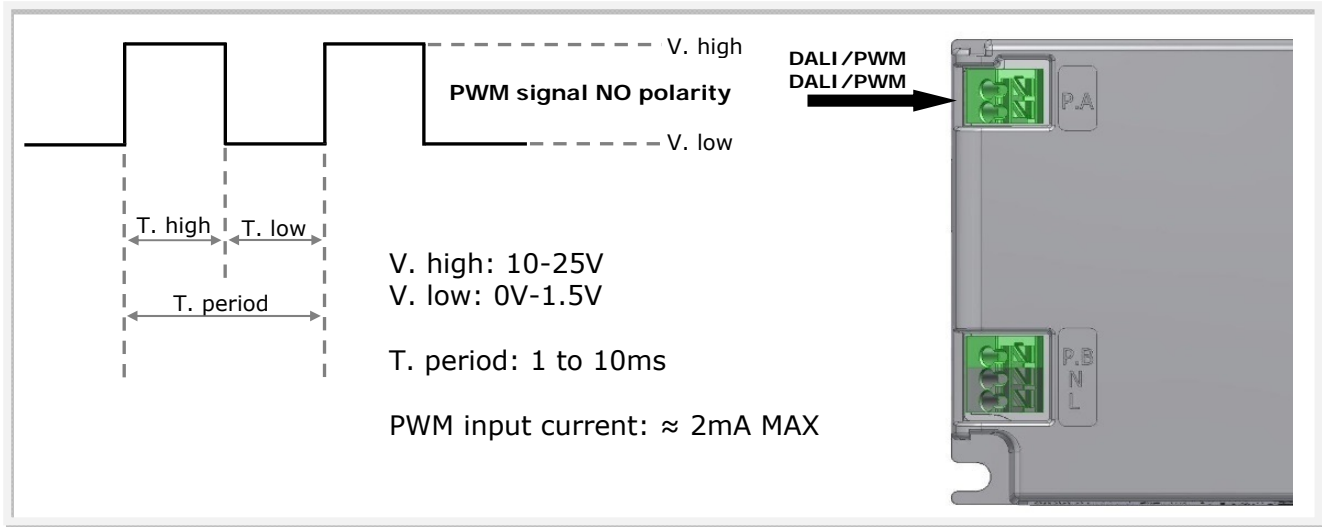 V. high
PWM signal NO polarity
V. low
T. high
T. low
T. period
V. high: 10-25V
V. low: 0V-1.5V
T. period: 1 to 10ms
PWM input current: ≈ 2mA MAX
DALI/PWM
DALI/PWM
P.A
P.B
N
L